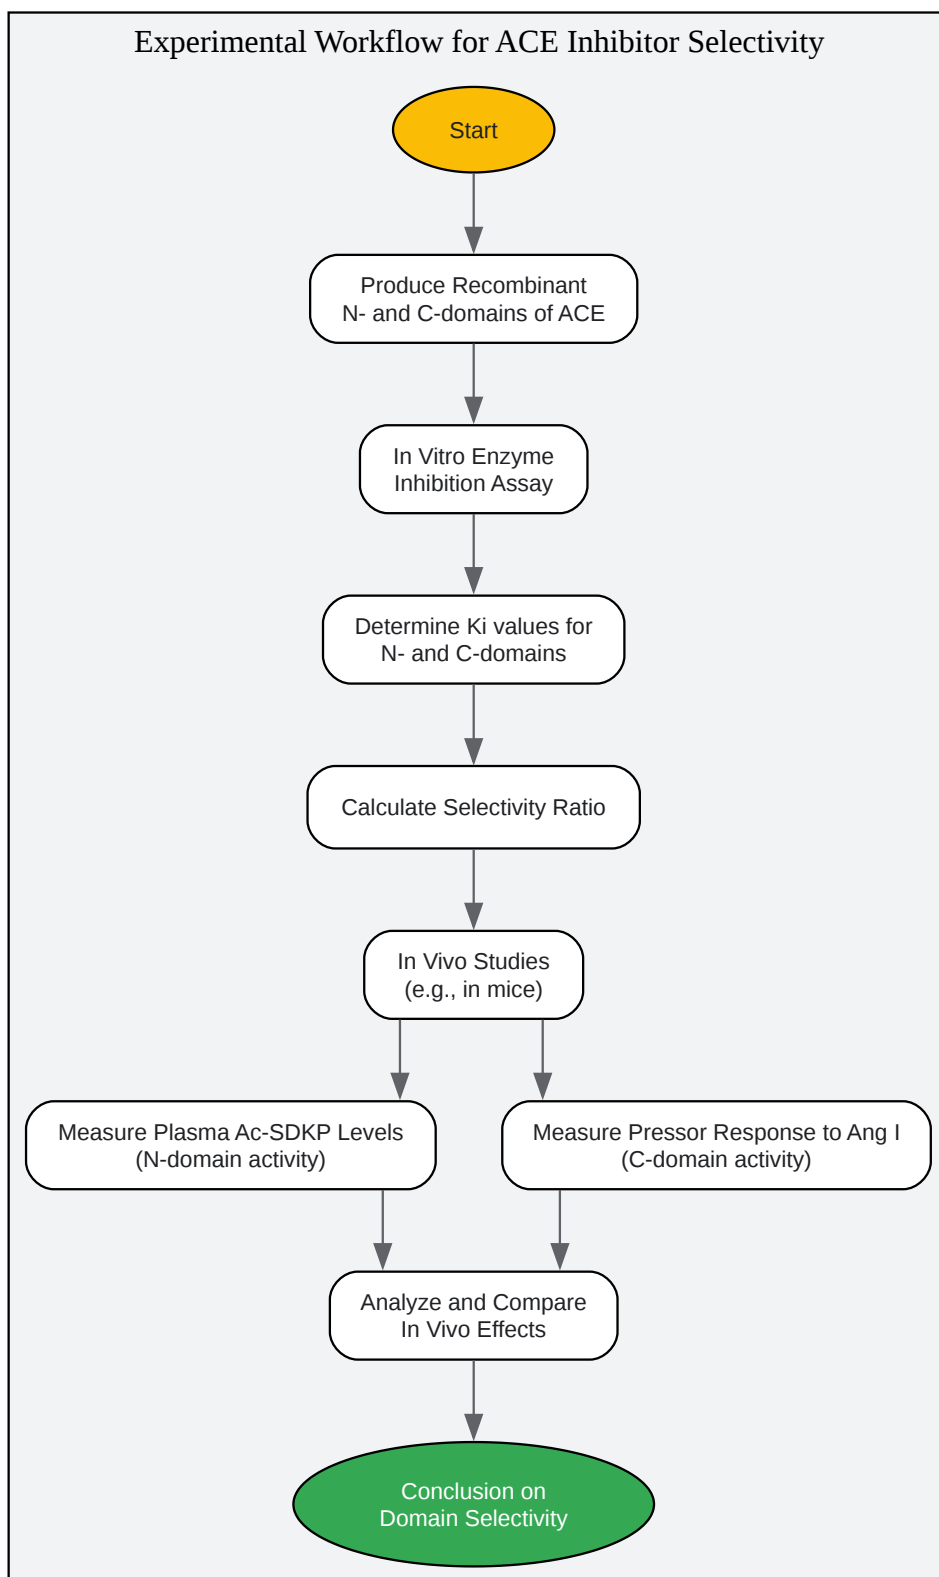 Experimental Workflow for ACE Inhibitor Selectivity
Start
Produce Recombinant
N- and C-domains of ACE
In Vitro Enzyme
Inhibition Assay
Determine Ki values for
N- and C-domains
Calculate Selectivity Ratio
In Vivo Studies
(e.g., in mice)
Measure Plasma Ac-SDKP Levels
(N-domain activity)
Measure Pressor Response to Ang I
(C-domain activity)
Analyze and Compare
In Vivo Effects
Conclusion on
Domain Selectivity